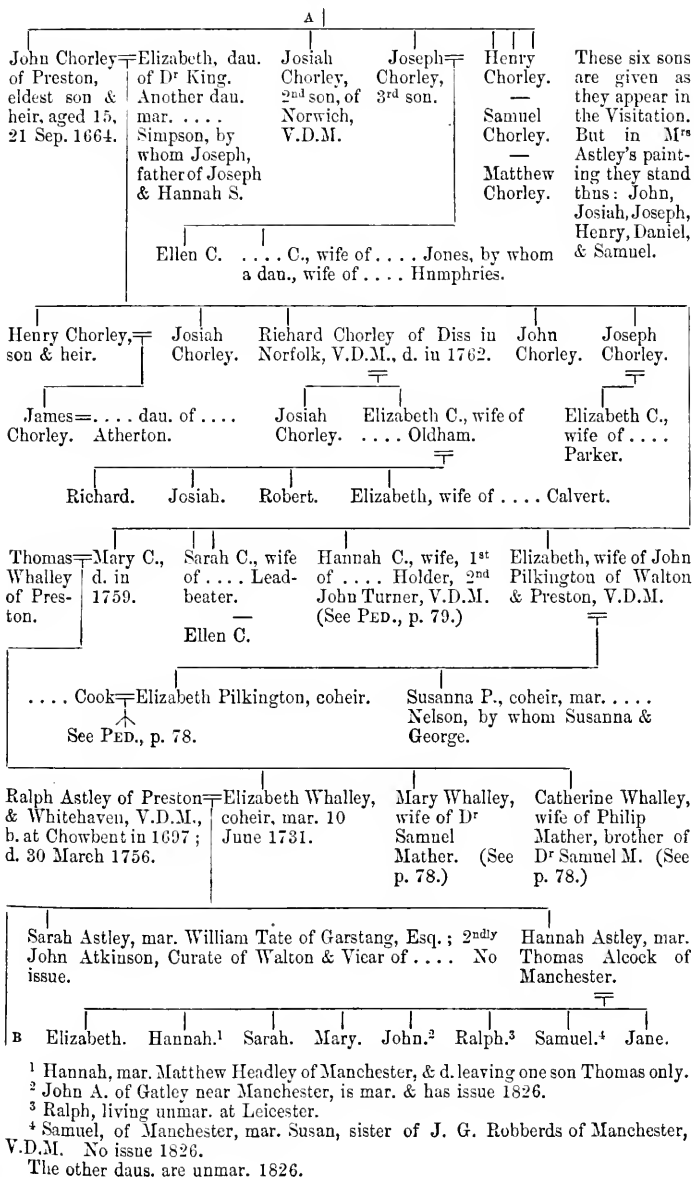 A
John Chorley
of Preston,
eldest son &
heir, aged 15,
21 Sep. 1664.
Elizabeth, dau.
of Dr King.
Another dau.
mar. . . . .
Simpson, by
whom Joseph,
father of Joseph
& Hannah S.
Josiah
Chorley,
2nd son, of
Norwich,
V.D.M.
Joseph
Chorley,
3rd son.
Henry
Chorley.
—
Samuel
Chorley.
—
Matthew
Chorley.
These six sons
are given as
they appear in
the Visitation.
But in Mrs
Astley's paint-
ing they stand
thus: John,
Josiah, Joseph,
Henry, Daniel,
& Samuel.
Ellen C.
. . . . C., wife of . . . . Jones, by whom
a dau., wife of . . . . Hnmphries.
Henry Chorley,
son & heir.
Josiah
Chorley.
Richard Chorley of Diss in
Norfolk, V.D.M., d. in 1762.
John
Chorley.
Joseph
Chorley.
James=. . . . dau. of . . . .
Chorley. Atherton.
Josiah
Chorley.
Elizabeth C., wife of
. . . . Oldham.
Elizabeth C.,
wife of . . . .
Parker.
Richard. Josiah. Robert. Elizabeth, wife of . . . . Calvert.
Thomas
Whalley
of Pres-
ton.
Mary C.,
d. in
1759.
Sarah C., wife
of . . . . Lead-
beater.
—
Ellen C.
Hannah C., wife, 1st
of . . . . Holder, 2nd
John Turner, V.D.M.
(See PED., p. 79.)
Elizabeth, wife of John
Pilkington of Walton
& Preston, V.D.M.
. . . . Cook
Elizabeth Pilkington, coheir.
See PED., p. 78.
Susanna P., coheir, mar. . . . .
Nelson, by whom Susanna &
George.
Ralph Astley of Preston
& Whitehaven, V.D.M.,
b. at Chowbent in 1697 ;
d. 30 March 1756.
Elizabeth Whalley,
coheir, mar. 10
June 1731.
Mary Whalley,
wife of Dr
Samuel
Mather. (See
p. 78.)
Catherine Whalley,
wife of Philip
Mather, brother of
Dr Samuel M. (See
p. 78.)
Sarah Astley, mar. William Tate of Garstang, Esq. ; 2ndly
John Atkinson, Curate of Walton & Vicar of . . . . No
issue.
Hannah Astley, mar.
Thomas Alcock of
Manchester.
B Elizabeth. Hannah.1 Sarah. Mary. John.2 Ralph.3 Samuel.4 Jane.
1 Hannah, mar. Matthew Headley of Manchester, & d. leaving one son Thomas only.
2 John A. of Gatley near Manchester, is mar. & has issue 1826.
3 Ralph, living unmar. at Leicester.
4 Samuel, of Manchester, mar. Susan, sister of J. G. Robberds of Manchester,
V.D.M. No issue 1826.
The other daus. are unmar. 1826.